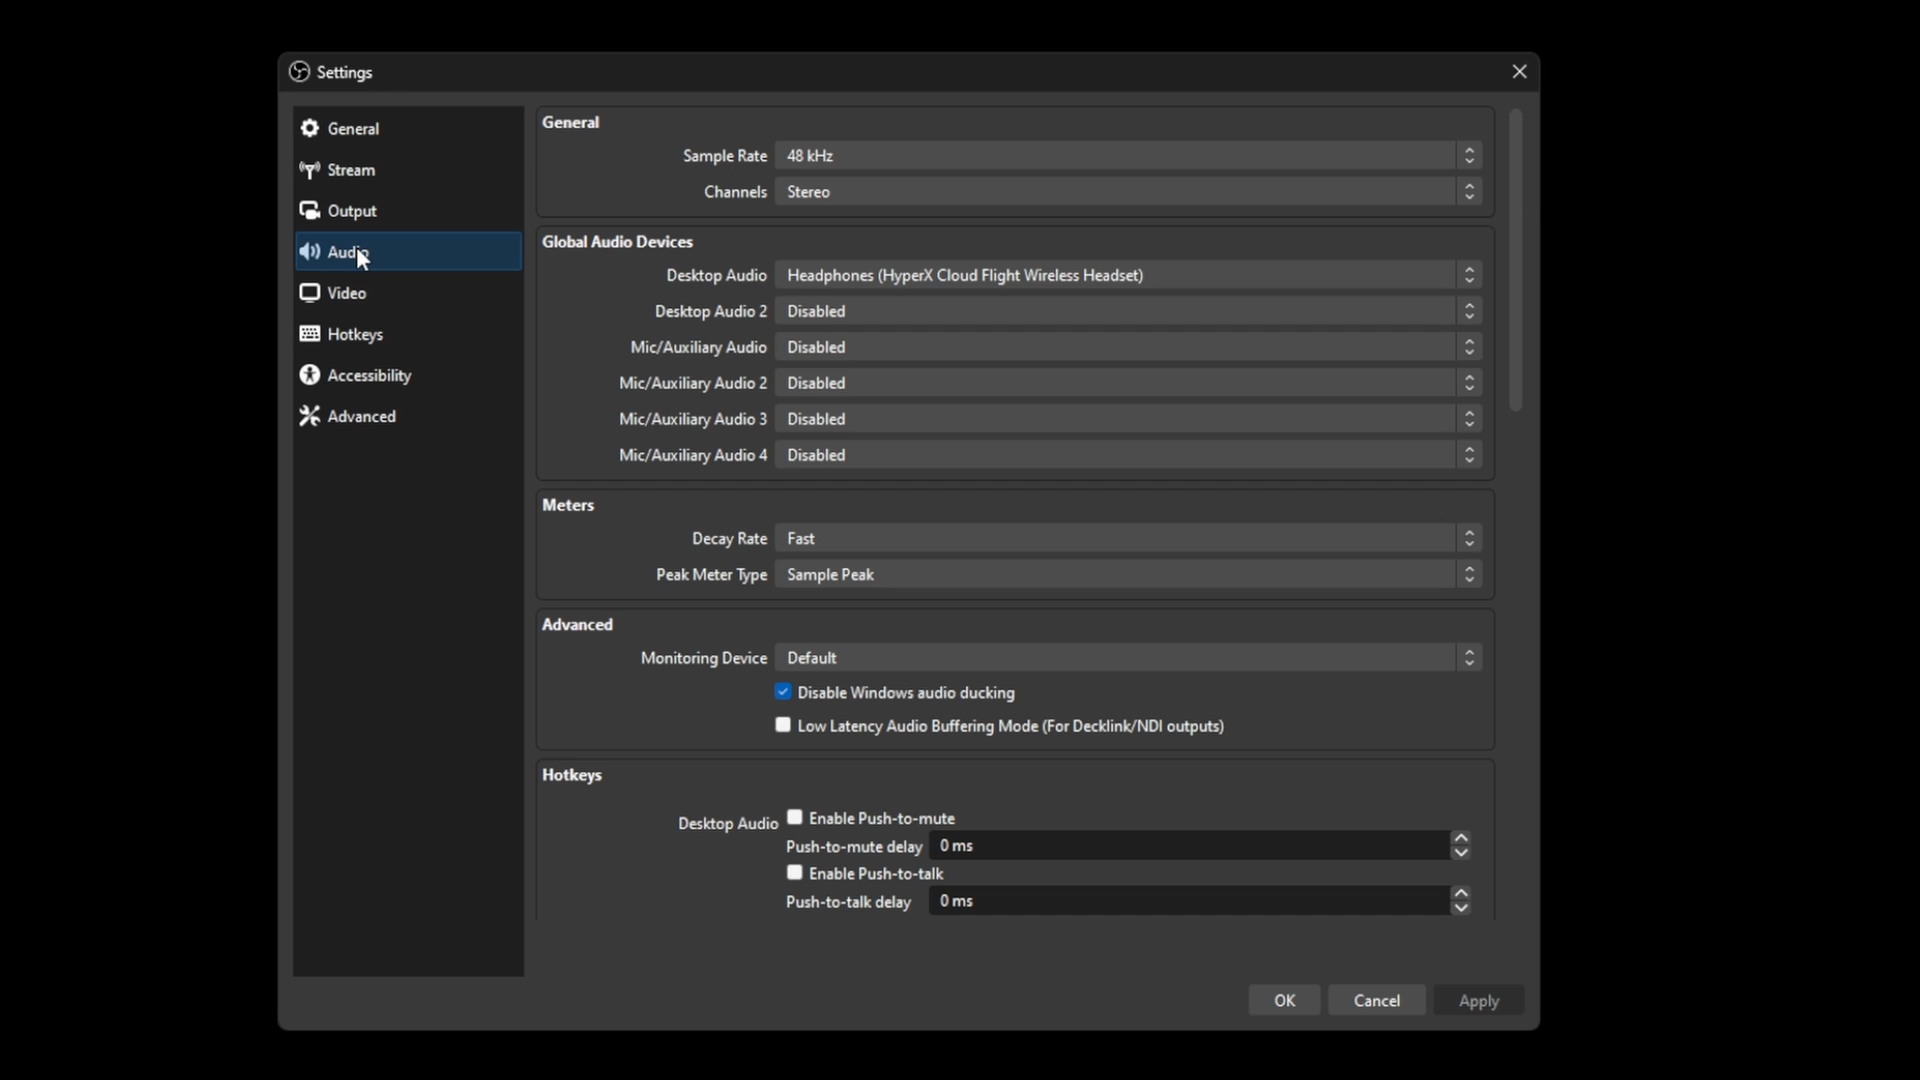 Settings
General
Stream
Output
Audio
Video
Hotkeys
Accessibility
Advanced
General
Sample Rate 48 kHz
Channels Stereo
Global Audio Devices
Desktop Audio Headphones (HyperX Cloud Flight Wireless Headset)
Desktop Audio 2 Disabled
Mic/Auxiliary Audio Disabled
Mic/Auxiliary Audio 2 Disabled
Mic/Auxiliary Audio 3 Disabled
Mic/Auxiliary Audio 4 Disabled
Meters
Decay Rate Fast
Peak Meter Type Sample Peak
Advanced
Monitoring Device Default
Disable Windows audio ducking
Low Latency Audio Buffering Mode (For Decklink/NDI outputs)
Hotkeys
Desktop Audio Enable Push-to-mute
Push-to-mute delay 0 ms
Enable Push-to-talk
Push-to-talk delay 0 ms
OK Cancel Apply